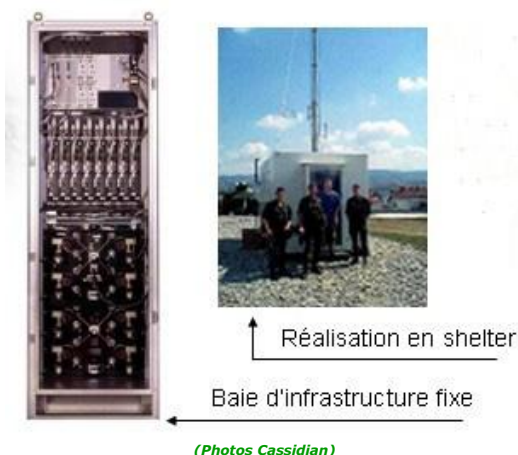 Réalisation en shelter
Baie d'infrastructure fixe
(Photos Cassidian)